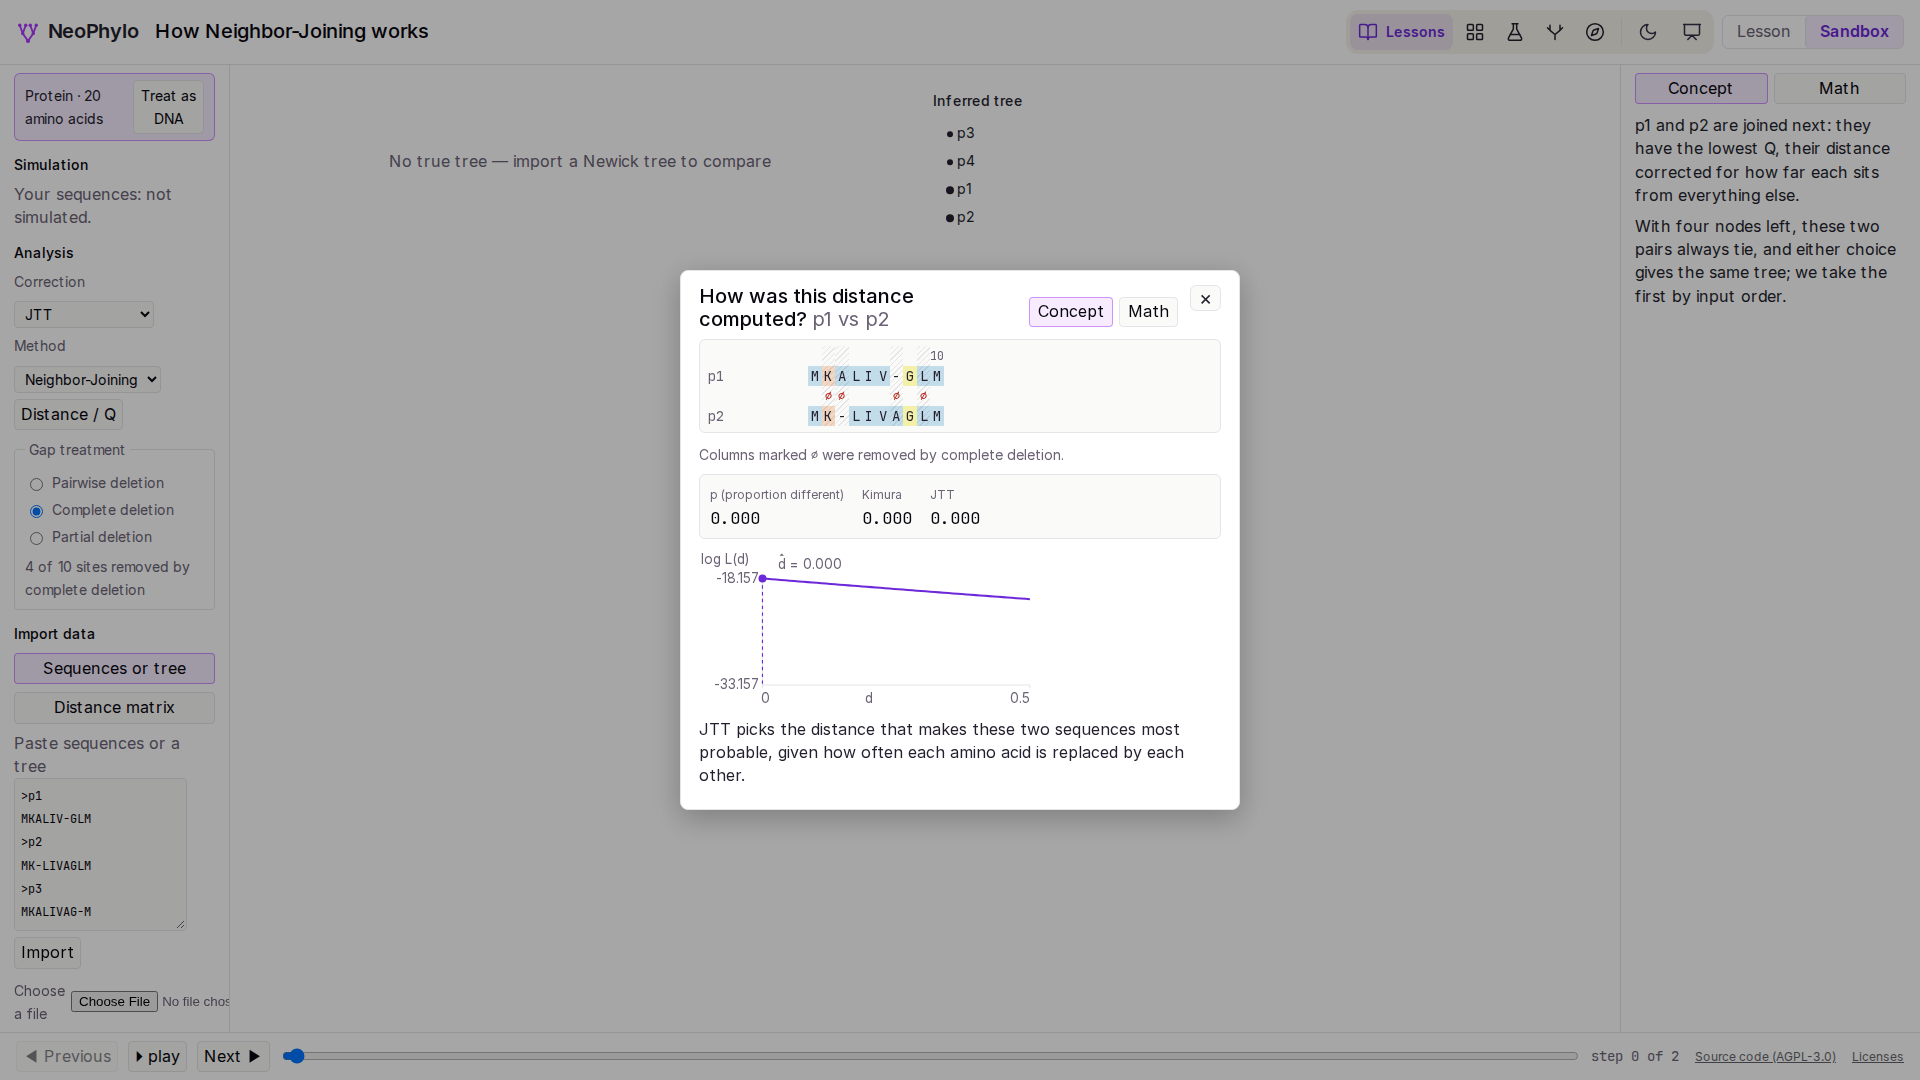 NeoPhylo How Neighbor-Joining works
Lessons
Lesson Sandbox
Protein · 20 amino acids
Treat as DNA
Simulation
Your sequences: not simulated.
Analysis
Correction
JTT
Method
Neighbor-Joining
Distance / Q
Gap treatment
Pairwise deletion
Complete deletion
Partial deletion
4 of 10 sites removed by
complete deletion
Import data
Sequences or tree
Distance matrix
Paste sequences or a
tree
>p1
MKALIV-GLM
>p2
MK-LIVAGLM
>p3
MKALIVAG-M
Import
Choose a file
Choose File No file chos
No true tree — import a Newick tree to compare
Inferred tree
p3
p4
p1
p2
How was this distance
computed? p1 vs p2
Concept Math ×
10
p1 MKALIV-GLM
∅∅ ∅ ∅
p2 MK-LIVAGLM
Columns marked ∅ were removed by complete deletion.
p (proportion different) Kimura JTT
0.000 0.000 0.000
log L(d) d̂ = 0.000
-18.157
-33.157
0 d 0.5
JTT picks the distance that makes these two sequences most
probable, given how often each amino acid is replaced by each
other.
Concept Math
p1 and p2 are joined next: they
have the lowest Q, their distance
corrected for how far each sits
from everything else.
With four nodes left, these two
pairs always tie, and either choice
gives the same tree; we take the
first by input order.
◀ Previous ⏵ play Next ▶ step 0 of 2 Source code (AGPL-3.0) Licenses